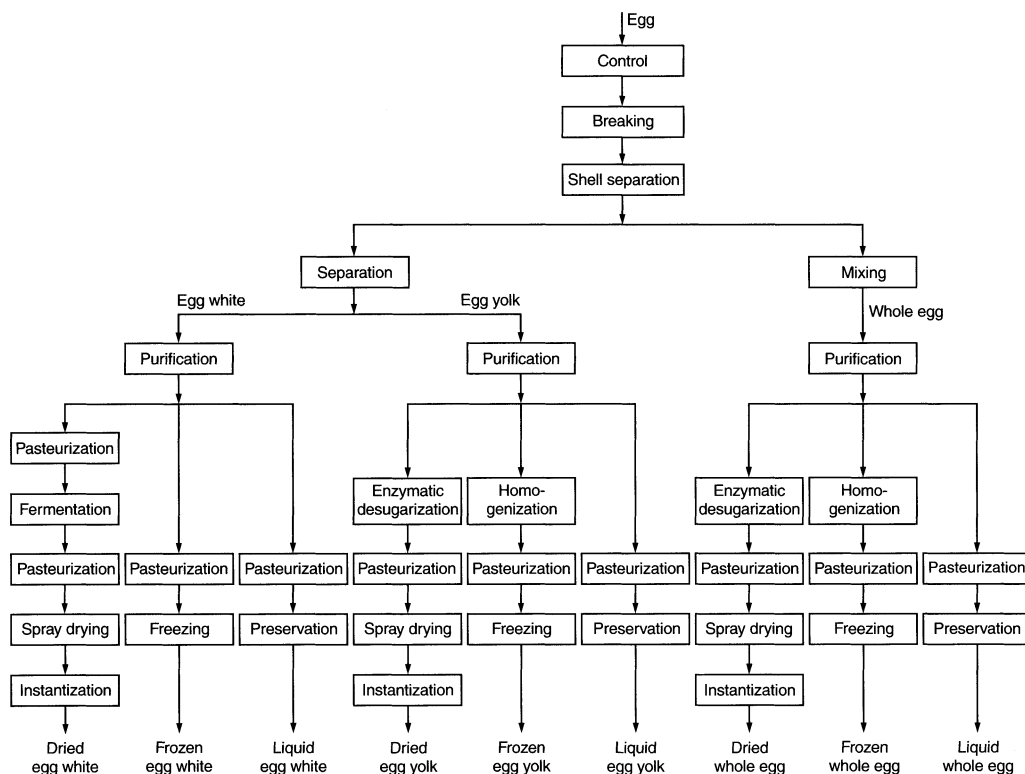 Egg
Control
Breaking
Shell separation
Separation
Mixing
Egg white
Egg yolk
Whole egg
Purification
Purification
Purification
Pasteurization
Fermentation
Enzymatic
desugarization
Homo-
genization
Enzymatic
desugarization
Homo-
genization
Pasteurization
Pasteurization
Pasteurization
Pasteurization
Pasteurization
Pasteurization
Pasteurization
Pasteurization
Pasteurization
Spray drying
Freezing
Preservation
Spray drying
Freezing
Preservation
Spray drying
Freezing
Preservation
Instantization
Instantization
Instantization
Dried
egg white
Frozen
egg white
Liquid
egg white
Dried
egg yolk
Frozen
egg yolk
Liquid
egg yolk
Dried
whole egg
Frozen
whole egg
Liquid
whole egg